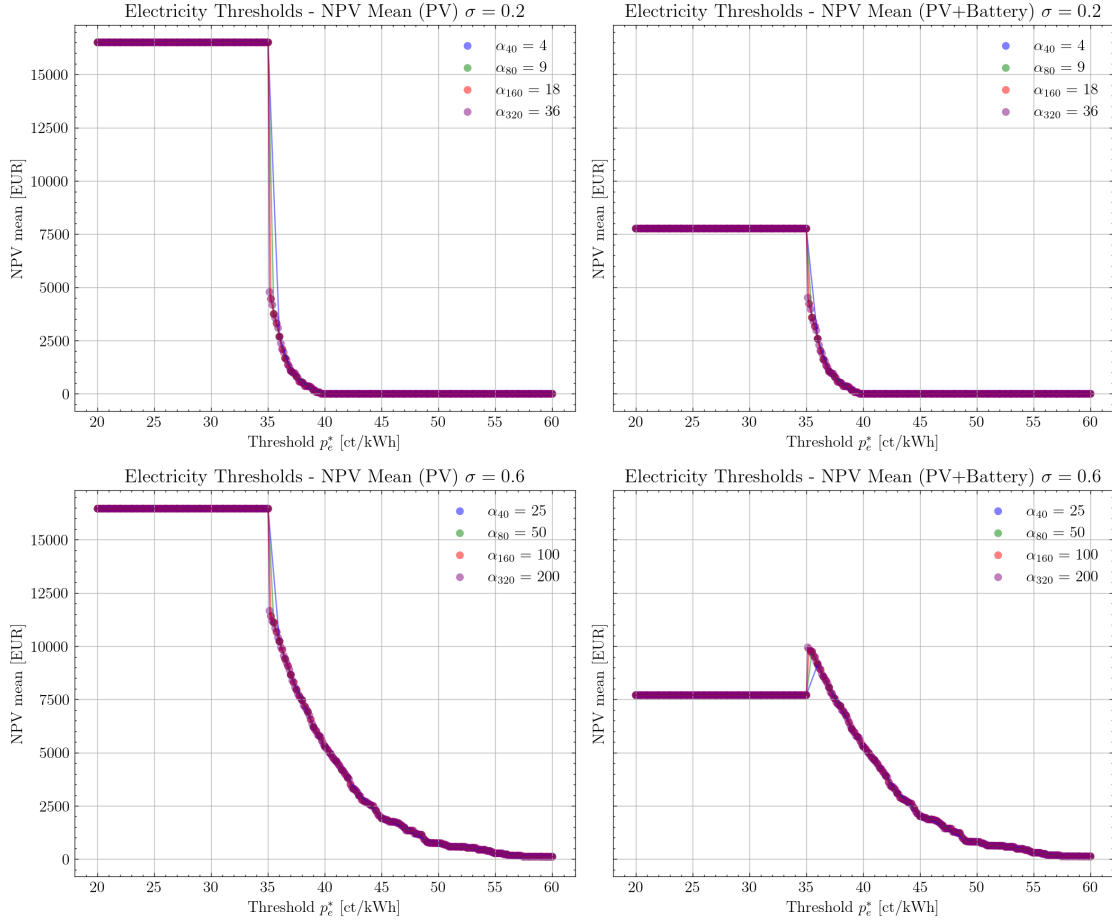 Electricity Thresholds - NPV Mean (PV) σ = 0.2
NPV mean [EUR]
15000
12500
10000
7500
5000
2500
0
20 25 30 35 40 45 50 55 60
Threshold p*e [ct/kWh]
α40 = 4
α80 = 9
α160 = 18
α320 = 36
Electricity Thresholds - NPV Mean (PV+Battery) σ = 0.2
NPV mean [EUR]
20 25 30 35 40 45 50 55 60
Threshold p*e [ct/kWh]
α40 = 4
α80 = 9
α160 = 18
α320 = 36
Electricity Thresholds - NPV Mean (PV) σ = 0.6
NPV mean [EUR]
15000
12500
10000
7500
5000
2500
0
20 25 30 35 40 45 50 55 60
Threshold p*e [ct/kWh]
α40 = 25
α80 = 50
α160 = 100
α320 = 200
Electricity Thresholds - NPV Mean (PV+Battery) σ = 0.6
NPV mean [EUR]
20 25 30 35 40 45 50 55 60
Threshold p*e [ct/kWh]
α40 = 25
α80 = 50
α160 = 100
α320 = 200